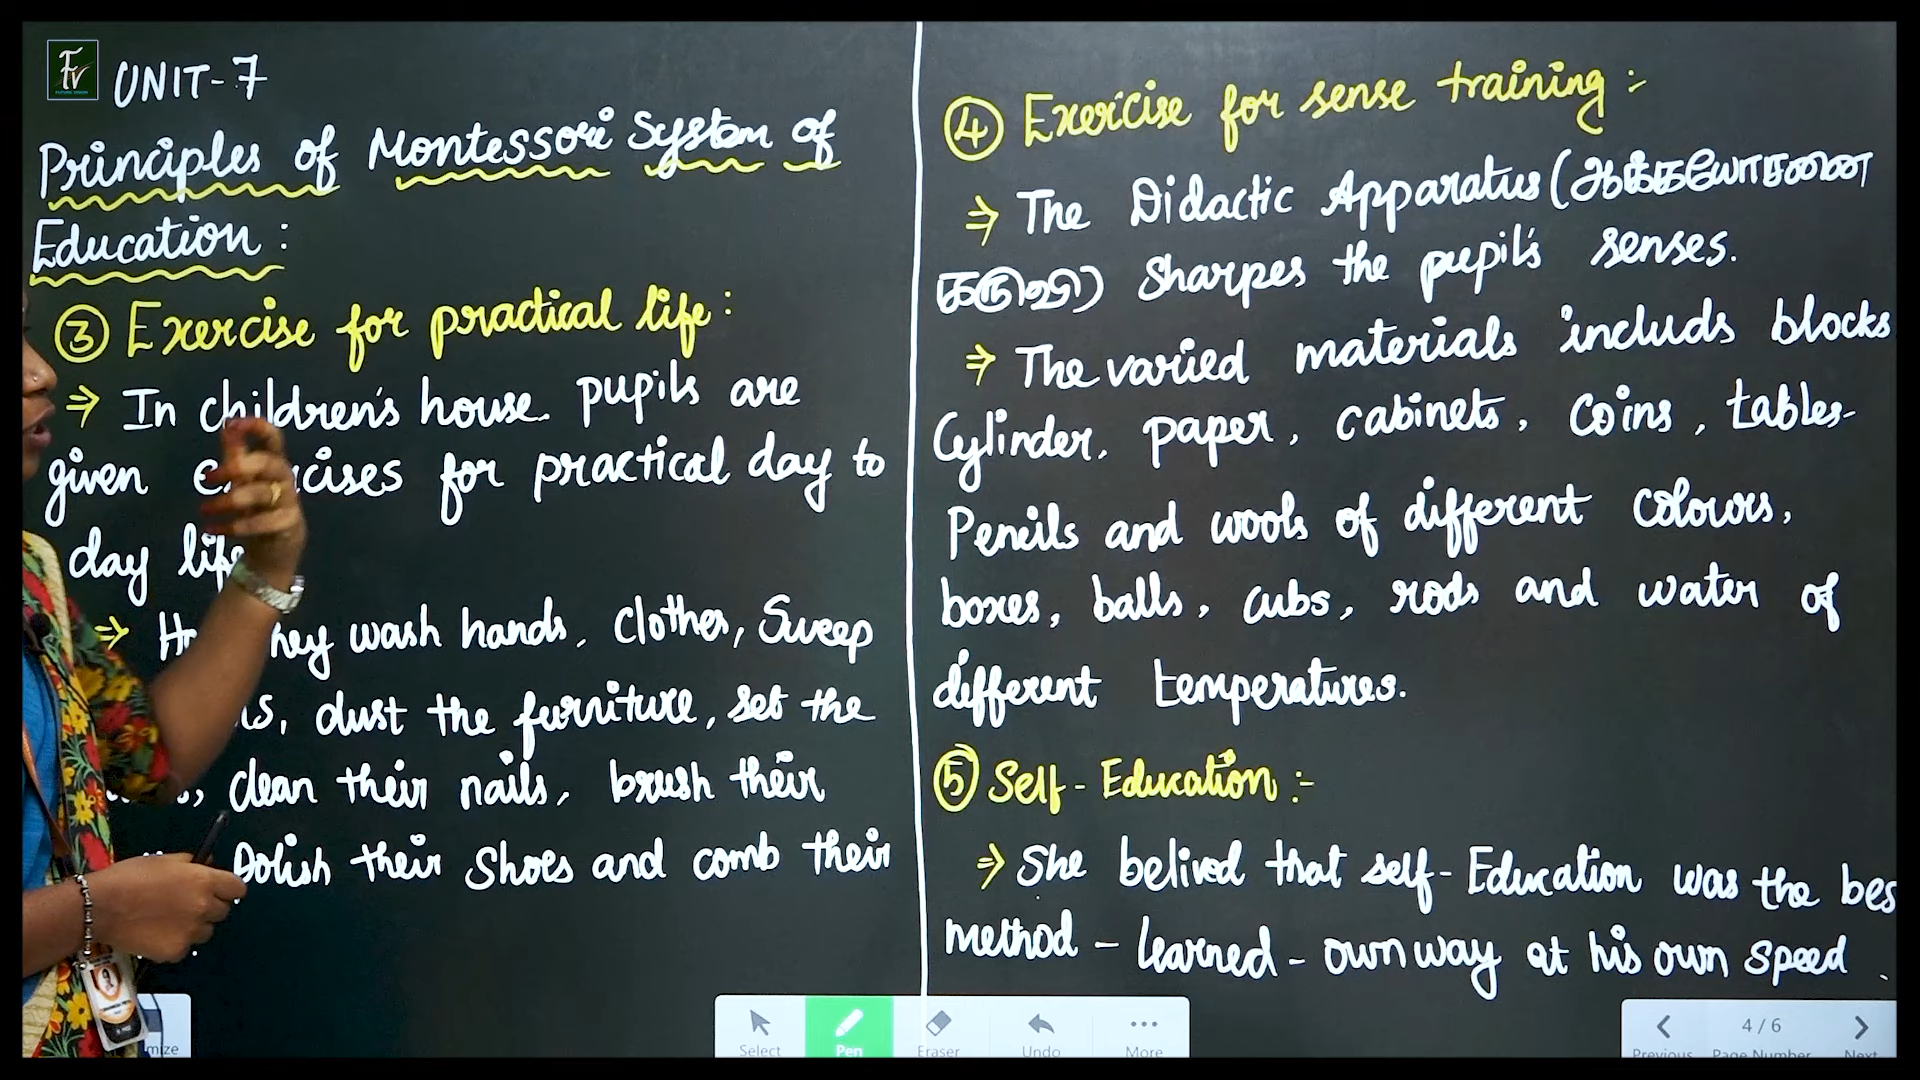 FV
UNIT-7
Principles of Montessori System of
Education :
③ Exercise for practical life :
⇒ In children's house pupils are
given cises for practical day to
day life
⇒ hey wash hands, Clothes, Sweep
dust the furniture, set the
clean their nails, brush their
Polish their Shoes and comb their
④ Exercise for sense training :-
⇒ The Didactic Apparatus (
கருவி) Sharpes the pupil's senses.
⇒ The varied materials includs blocks
Cylinder, paper, cabinets, Coins, tables-
Pencils and wools of different Colours,
boxes, balls, cubs, rods and water of
different temperatures.
⑤ Self-Education :-
⇒ She belived that self-Education was the bes
method - learned - own way at his own speed.
Select Pen Eraser Undo More
4 / 6
Previous Page Number Next